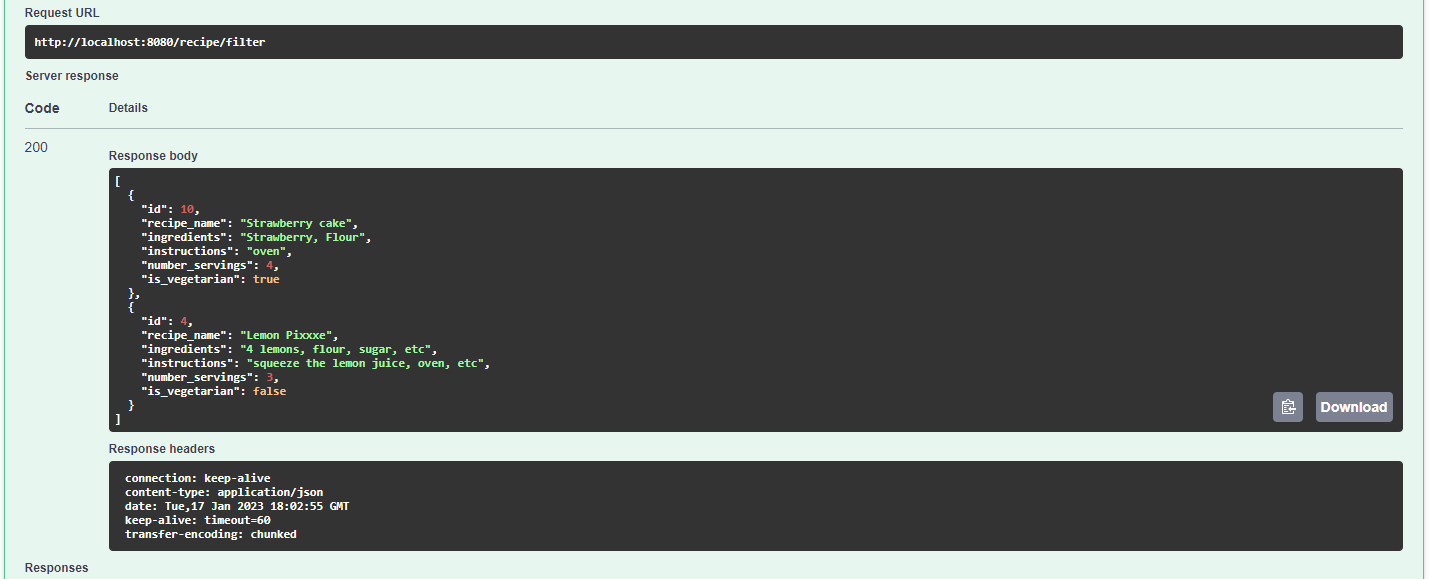 Request URL
http://localhost:8080/recipe/filter
Server response
Code Details
200
Response body
[
  {
    "id": 10,
    "recipe_name": "Strawberry cake",
    "ingredients": "Strawberry, Flour",
    "instructions": "oven",
    "number_servings": 4,
    "is_vegetarian": true
  },
  {
    "id": 4,
    "recipe_name": "Lemon Pixxxe",
    "ingredients": "4 lemons, flour, sugar, etc",
    "instructions": "squeeze the lemon juice, oven, etc",
    "number_servings": 3,
    "is_vegetarian": false
  }
]
Download
Response headers
connection: keep-alive
content-type: application/json
date: Tue,17 Jan 2023 18:02:55 GMT
keep-alive: timeout=60
transfer-encoding: chunked
Responses